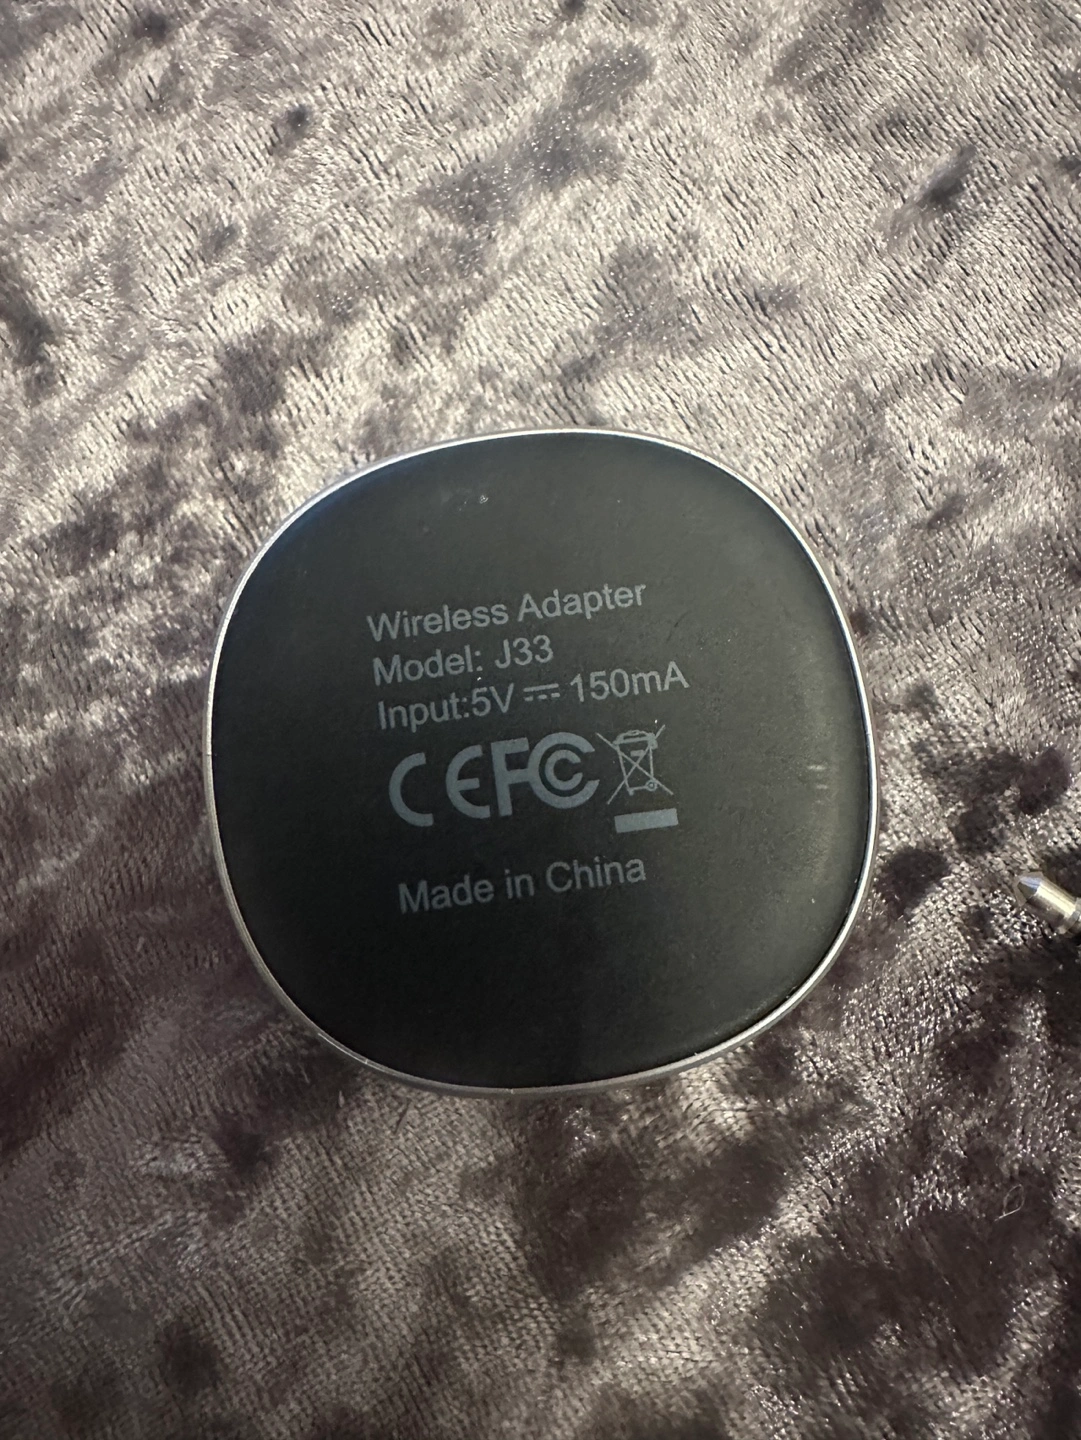 Wireless Adapter
Model: J33
Input:5V ⎓ 150mA
CE FC
Made in China